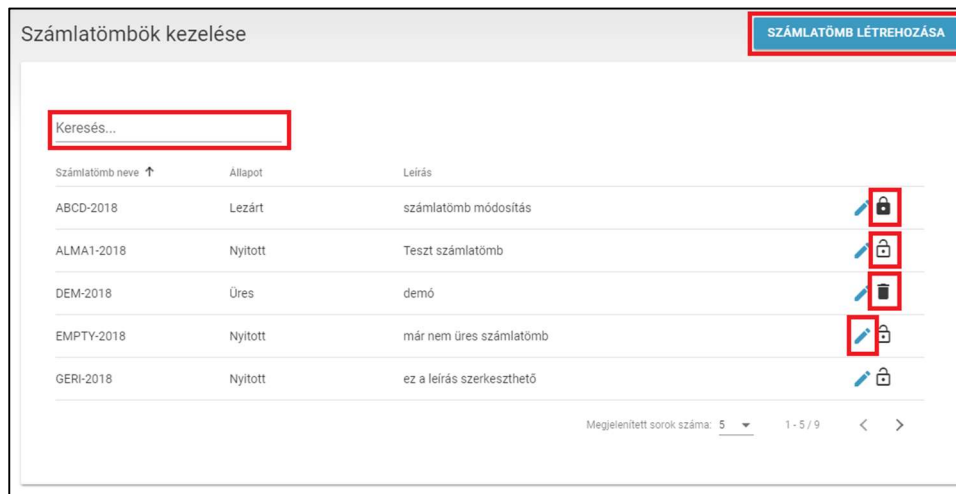 Számlatömbök kezelése
SZÁMLATÖMB LÉTREHOZÁSA
Keresés...
Számlatömb neve ↑ Állapot Leírás
ABCD-2018 Lezárt számlatömb módosítás
ALMA1-2018 Nyitott Teszt számlatömb
DEM-2018 Üres demó
EMPTY-2018 Nyitott már nem üres számlatömb
GERI-2018 Nyitott ez a leírás szerkeszthető
Megjelenített sorok száma: 5 1 - 5 / 9